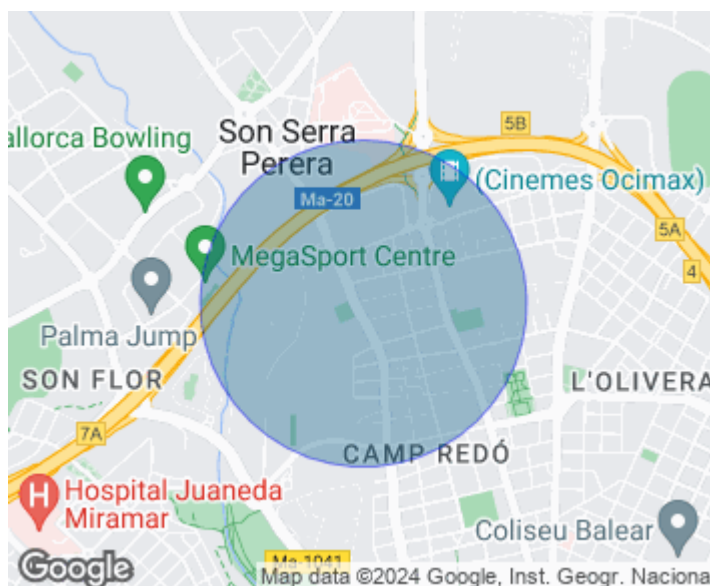 allorca Bowling
Son Serra
Perera
5B
Ma-20
(Cinemes Ocimax)
MegaSport Centre
5A
4
Palma Jump
SON FLOR
L'OLIVERA
7A
CAMP REDÓ
Hospital Juaneda
Miramar
H
Coliseu Balear
Ma-1041
Google
Map data ©2024 Google, Inst. Geogr. Naciona